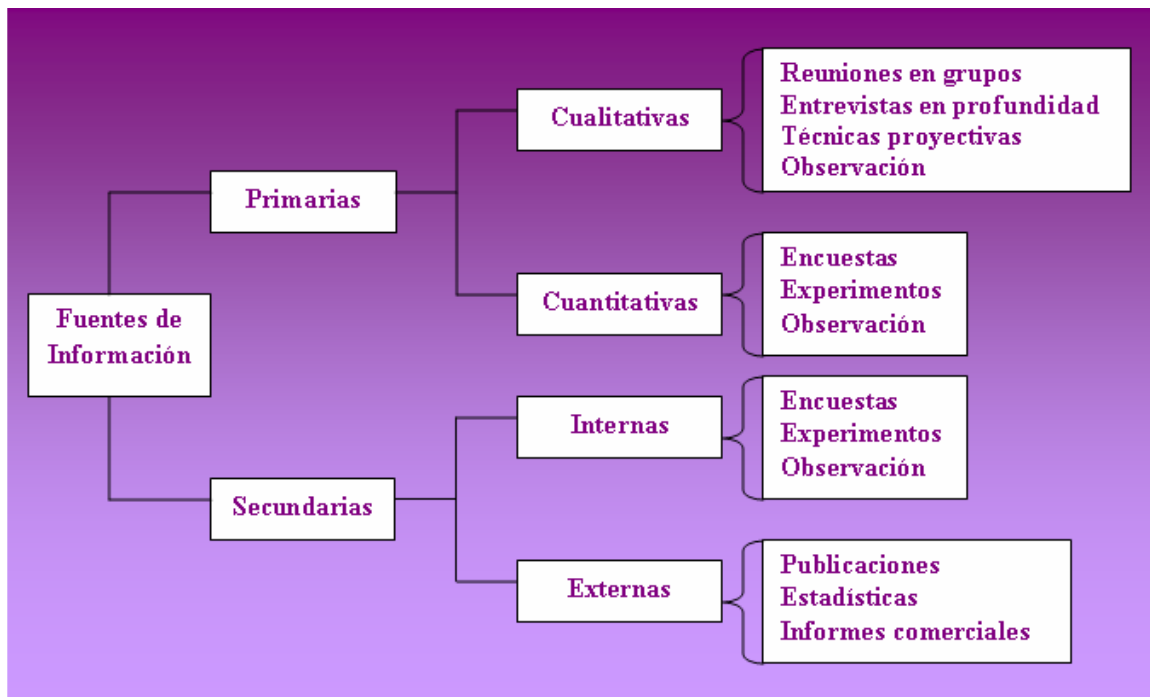 Fuentes de
Información
Primarias
Cualitativas
Reuniones en grupos
Entrevistas en profundidad
Técnicas proyectivas
Observación
Cuantitativas
Encuestas
Experimentos
Observación
Secundarias
Internas
Encuestas
Experimentos
Observación
Externas
Publicaciones
Estadísticas
Informes comerciales